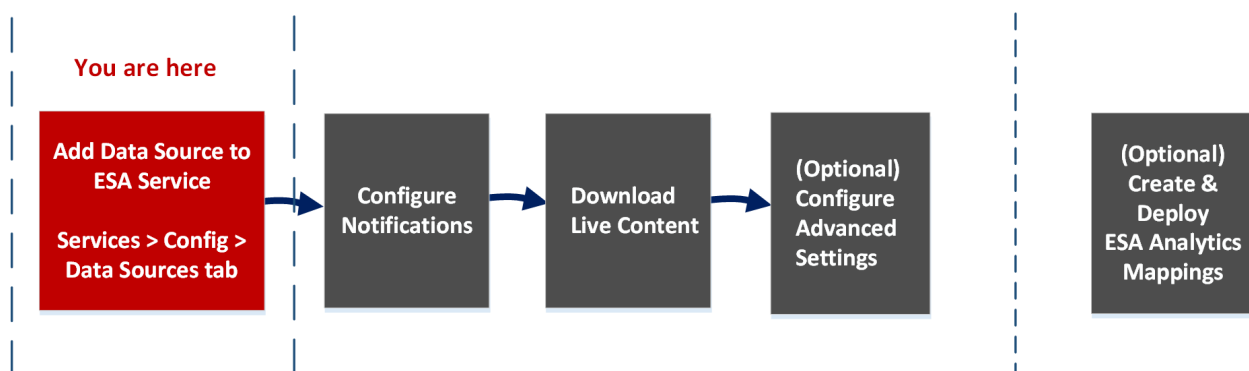 You are here
Add Data Source to
ESA Service
Services > Config >
Data Sources tab
Configure
Notifications
Download
Live Content
(Optional)
Configure
Advanced
Settings
(Optional)
Create &
Deploy
ESA Analytics
Mappings